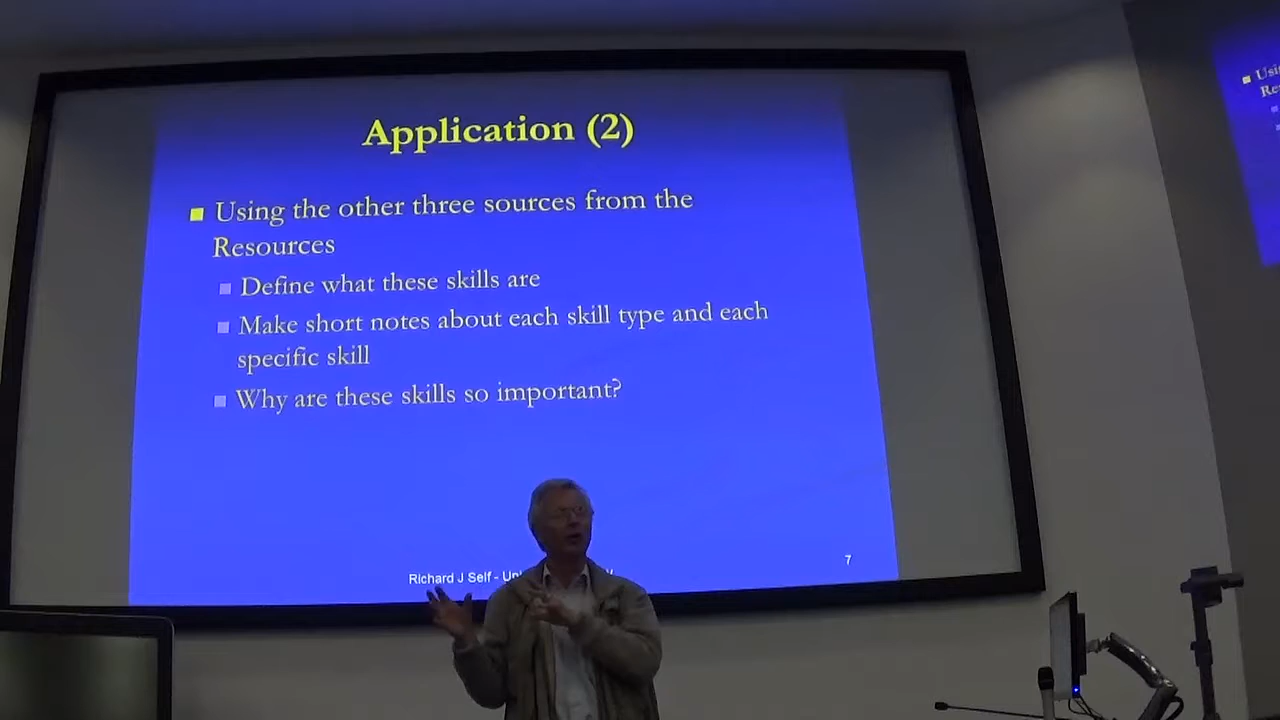 Application (2)
Using the other three sources from the
Resources
Define what these skills are
Make short notes about each skill type and each
specific skill
Why are these skills so important?
Richard J Self -
7